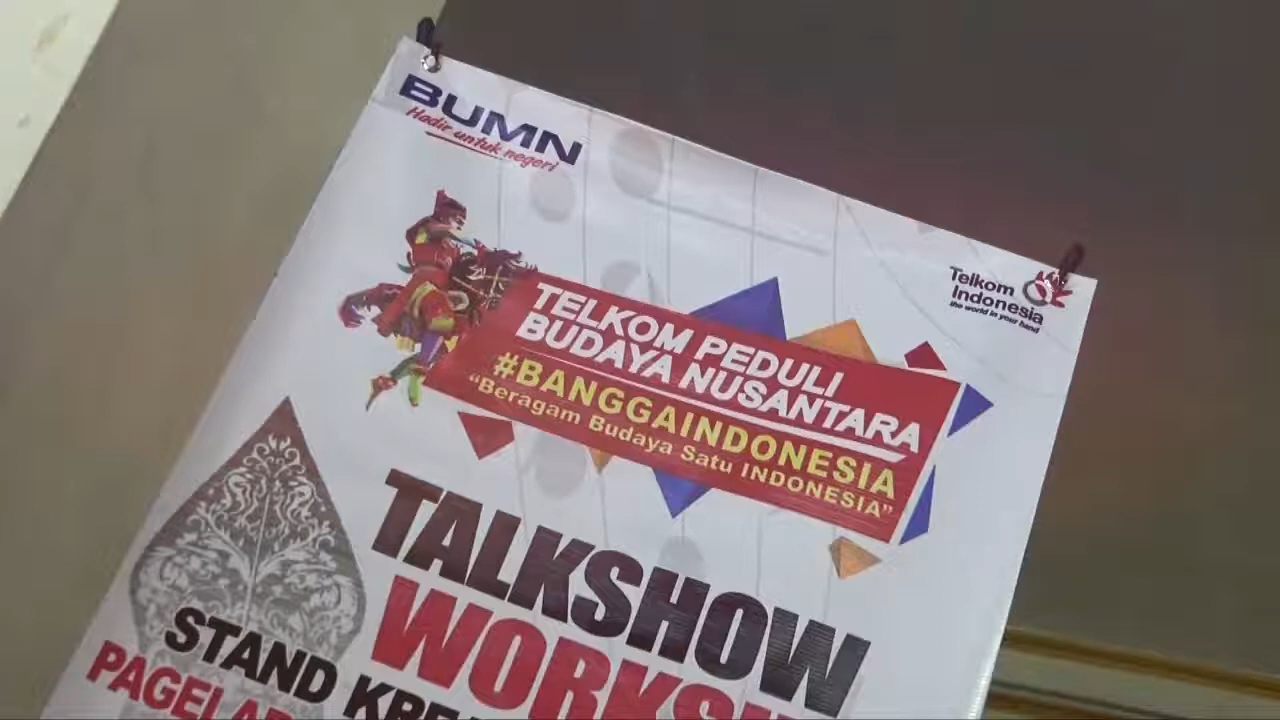 BUMN
Hadir untuk negeri
Telkom
Indonesia
the world in your hand
TELKOM PEDULI
BUDAYA NUSANTARA
#BANGGAINDONESIA
"Beragam Budaya Satu INDONESIA"
TALKSHOW
STAND